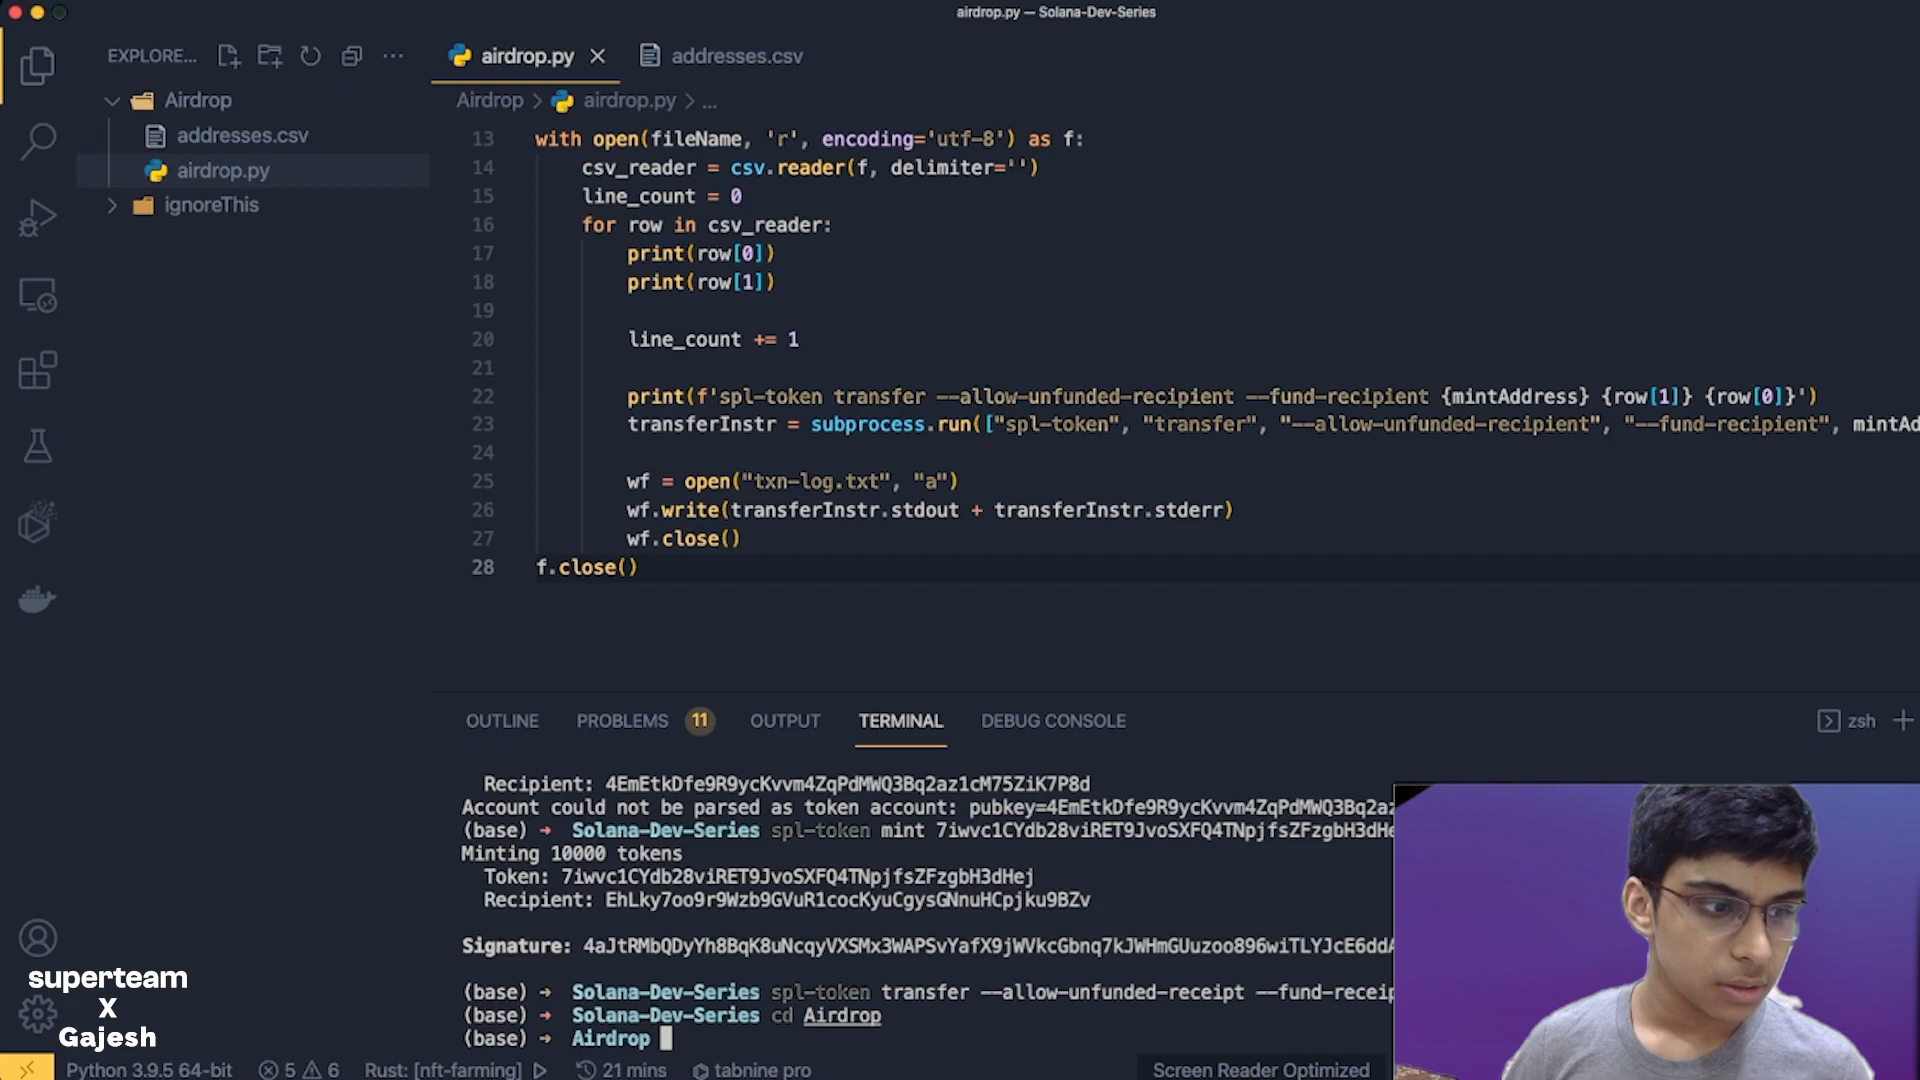 airdrop.py — Solana-Dev-Series
EXPLORE...
airdrop.py
addresses.csv
Airdrop
addresses.csv
airdrop.py
ignoreThis
Airdrop > airdrop.py > ...
13 with open(fileName, 'r', encoding='utf-8') as f:
14 csv_reader = csv.reader(f, delimiter='')
15 line_count = 0
16 for row in csv_reader:
17 print(row[0])
18 print(row[1])
19
20 line_count += 1
21
22 print(f'spl-token transfer --allow-unfunded-recipient --fund-recipient {mintAddress} {row[1]} {row[0]}')
23 transferInstr = subprocess.run(["spl-token", "transfer", "--allow-unfunded-recipient", "--fund-recipient", mintAd
24
25 wf = open("txn-log.txt", "a")
26 wf.write(transferInstr.stdout + transferInstr.stderr)
27 wf.close()
28 f.close()
OUTLINE PROBLEMS 11 OUTPUT TERMINAL DEBUG CONSOLE zsh
Recipient: 4EmEtkDfe9R9ycKvvm4ZqPdMWQ3Bq2az1cM75ZiK7P8d
Account could not be parsed as token account: pubkey=4EmEtkDfe9R9ycKvvm4ZqPdMWQ3Bq2az
(base) → Solana-Dev-Series spl-token mint 7iwvc1CYdb28viRET9JvoSXFQ4TNpjfsZFzgbH3dHe
Minting 10000 tokens
Token: 7iwvc1CYdb28viRET9JvoSXFQ4TNpjfsZFzgbH3dHej
Recipient: EhLky7oo9r9Wzb9GVuR1cocKyuCgysGNnuHCpjku9BZv
Signature: 4aJtRMbQDyYh8BqK8uNcqyVXSMx3WAPSvYafX9jWVkcGbnq7kJWHmGUuzoo896wiTLYJcE6ddA
(base) → Solana-Dev-Series spl-token transfer --allow-unfunded-receipt --fund-receip
(base) → Solana-Dev-Series cd Airdrop
(base) → Airdrop
superteam
X
Gajesh
Python 3.9.5 64-bit 5 6 Rust: [nft-farming] 21 mins tabnine pro Screen Reader Optimized